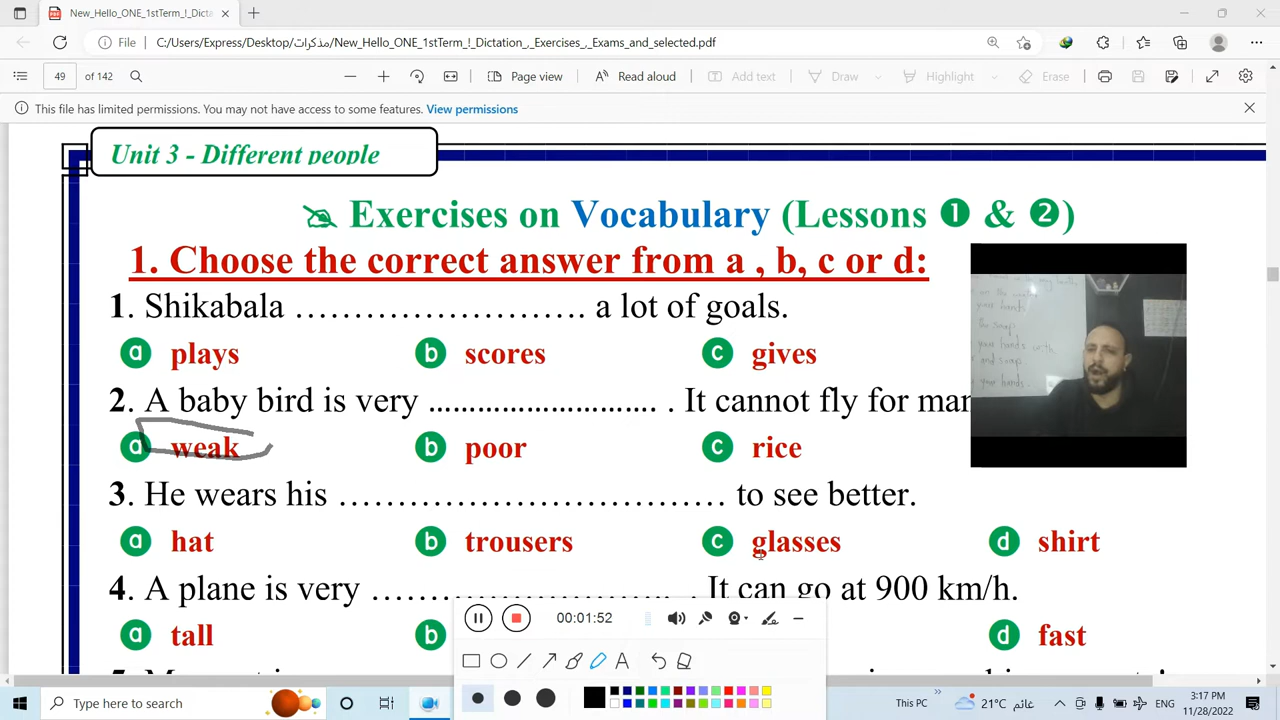 New_Hello_ONE_1stTerm_!_Dicta
File C:/Users/Express/Desktop/مذكرات/New_Hello_ONE_1stTerm_!_Dictation_,_Exercises_,_Exams_and_selected.pdf
49 of 142 Page view Read aloud Add text Draw Highlight Erase
This file has limited permissions. You may not have access to some features. View permissions
Unit 3 - Different people
Exercises on Vocabulary (Lessons ❶ & ❷)
1. Choose the correct answer from a , b, c or d:
1. Shikabala ……………………. a lot of goals.
a plays b scores c gives
2. A baby bird is very ………………………. . It cannot fly for man
a weak b poor c rice
3. He wears his …………………………… to see better.
a hat b trousers c glasses d shirt
4. A plane is very …………………….. . It can go at 900 km/h.
a tall b d fast
00:01:52
A
Type here to search This PC 21°C غائم ENG 3:17 PM
11/28/2022